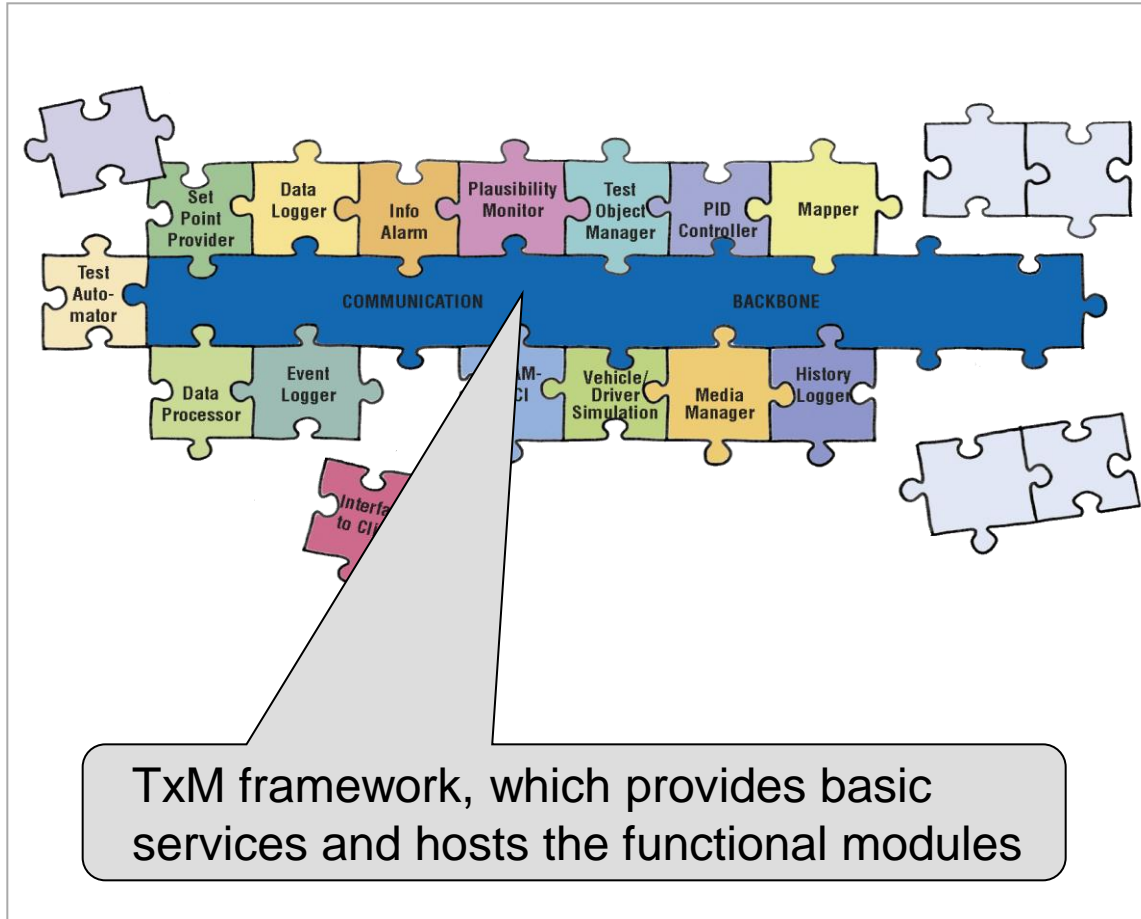 Set
Point
Provider
Data
Logger
Info
Alarm
Plausibility
Monitor
Test
Object
Manager
PID
Controller
Mapper
Test
Auto-
mator
COMMUNICATION BACKBONE
Data
Processor
Event
Logger
Vehicle/
Driver
Simulation
Media
Manager
History
Logger
to
TxM framework, which provides basic
services and hosts the functional modules